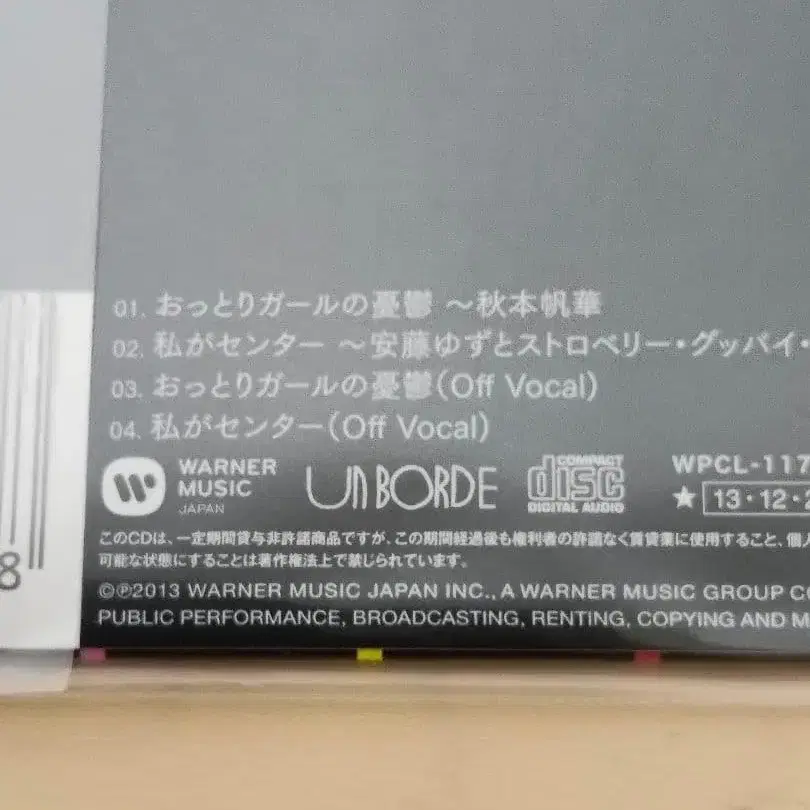 01. おっとりガールの憂鬱 ～秋本帆華
02. 私がセンター ～安藤ゆずとストロベリー・グッバイ・
03. おっとりガールの憂鬱(Off Vocal)
04. 私がセンター(Off Vocal)
WARNER
MUSIC
JAPAN
unBORDE
COMPACT
disc
DIGITAL AUDIO
WPCL-117
★ 13・12・
このCDは、一定期間貸与非許諾商品ですが、この期間経過後も権利者の許諾なく賃貸業に使用すること、個人
可能な状態にすることは著作権法上で禁じられています。
8
©℗2013 WARNER MUSIC JAPAN INC., A WARNER MUSIC GROUP CO
PUBLIC PERFORMANCE, BROADCASTING, RENTING, COPYING AND M